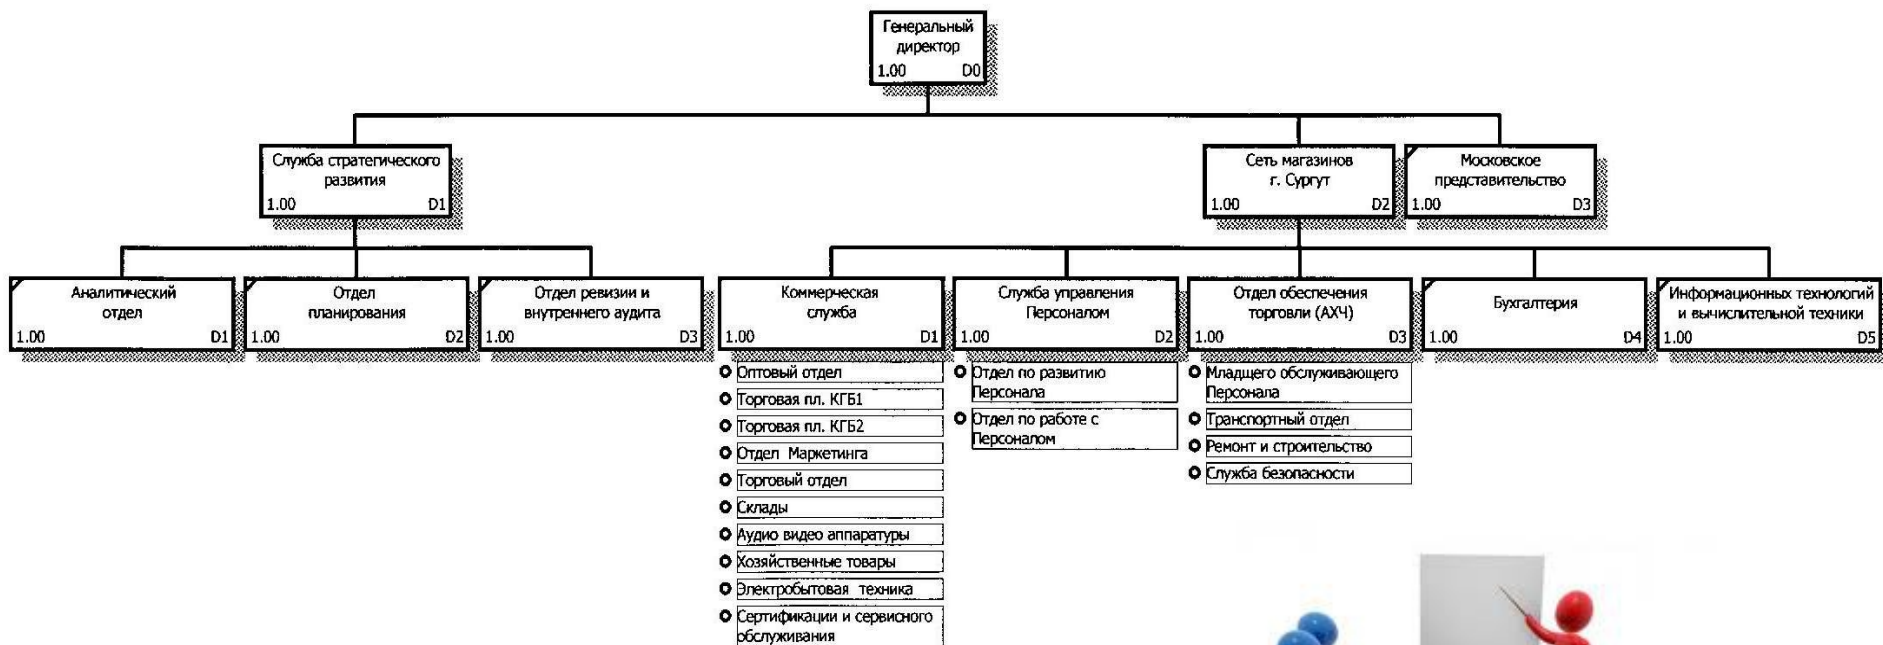 Генеральный
директор
1.00 D0
Служба стратегического
развития
1.00 D1
Сеть магазинов
г. Сургут
1.00 D2
Московское
представительство
1.00 D3
Аналитический
отдел
1.00 D1
Отдел
планирования
1.00 D2
Отдел ревизии и
внутреннего аудита
1.00 D3
Коммерческая
служба
1.00 D1
Служба управления
Персоналом
1.00 D2
Отдел обеспечения
торговли (АХЧ)
1.00 D3
Бухгалтерия
1.00 D4
Информационных технологий
и вычислительной техники
1.00 D5
Оптовый отдел
Торговая пл. КГБ1
Торговая пл. КГБ2
Отдел Маркетинга
Торговый отдел
Склады
Аудио видео аппаратуры
Хозяйственные товары
Электробытовая техника
Сертификации и сервисного
обслуживания
Отдел по развитию
Персонала
Отдел по работе с
Персоналом
Младщего обслуживающего
Персонала
Транспортный отдел
Ремонт и строительство
Служба безопасности